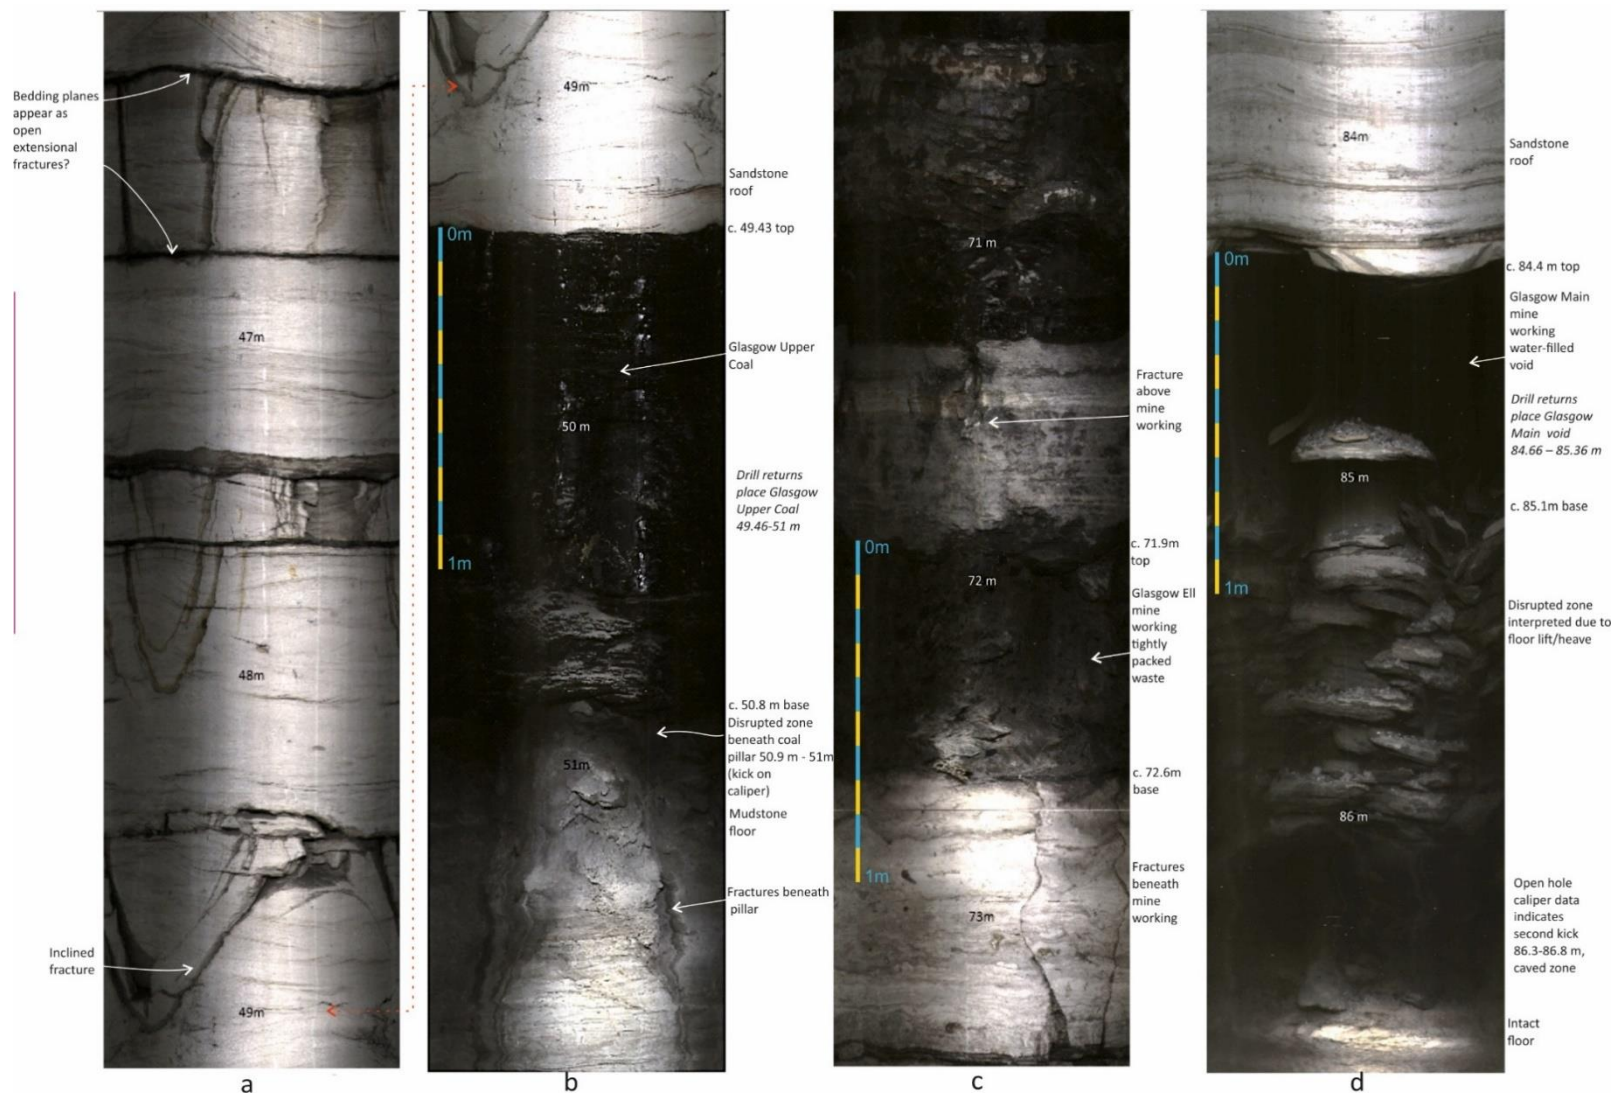 Bedding planes
appear as
open
extensional
fractures?
47m
48m
Inclined
fracture
49m
a
49m
Sandstone
roof
c. 49.43 top
0m
Glasgow Upper
Coal
50 m
Drill returns
place Glasgow
Upper Coal
49.46-51 m
1m
c. 50.8 m base
Disrupted zone
beneath coal
pillar 50.9 m - 51m
(kick on
caliper)
51m
Mudstone
floor
Fractures beneath
pillar
b
71 m
Fracture
above
mine
working
0m
c. 71.9m
top
72 m
Glasgow Ell
mine
working
tightly
packed
waste
c. 72.6m
base
1m
Fractures
beneath
mine
working
73m
c
84m
Sandstone
roof
0m
c. 84.4 m top
Glasgow Main
mine
working
water-filled
void
Drill returns
place Glasgow
Main void
84.66 – 85.36 m
85 m
c. 85.1m base
1m
Disrupted zone
interpreted due to
floor lift/heave
86 m
Open hole
caliper data
indicates
second kick
86.3-86.8 m,
caved zone
Intact
floor
d